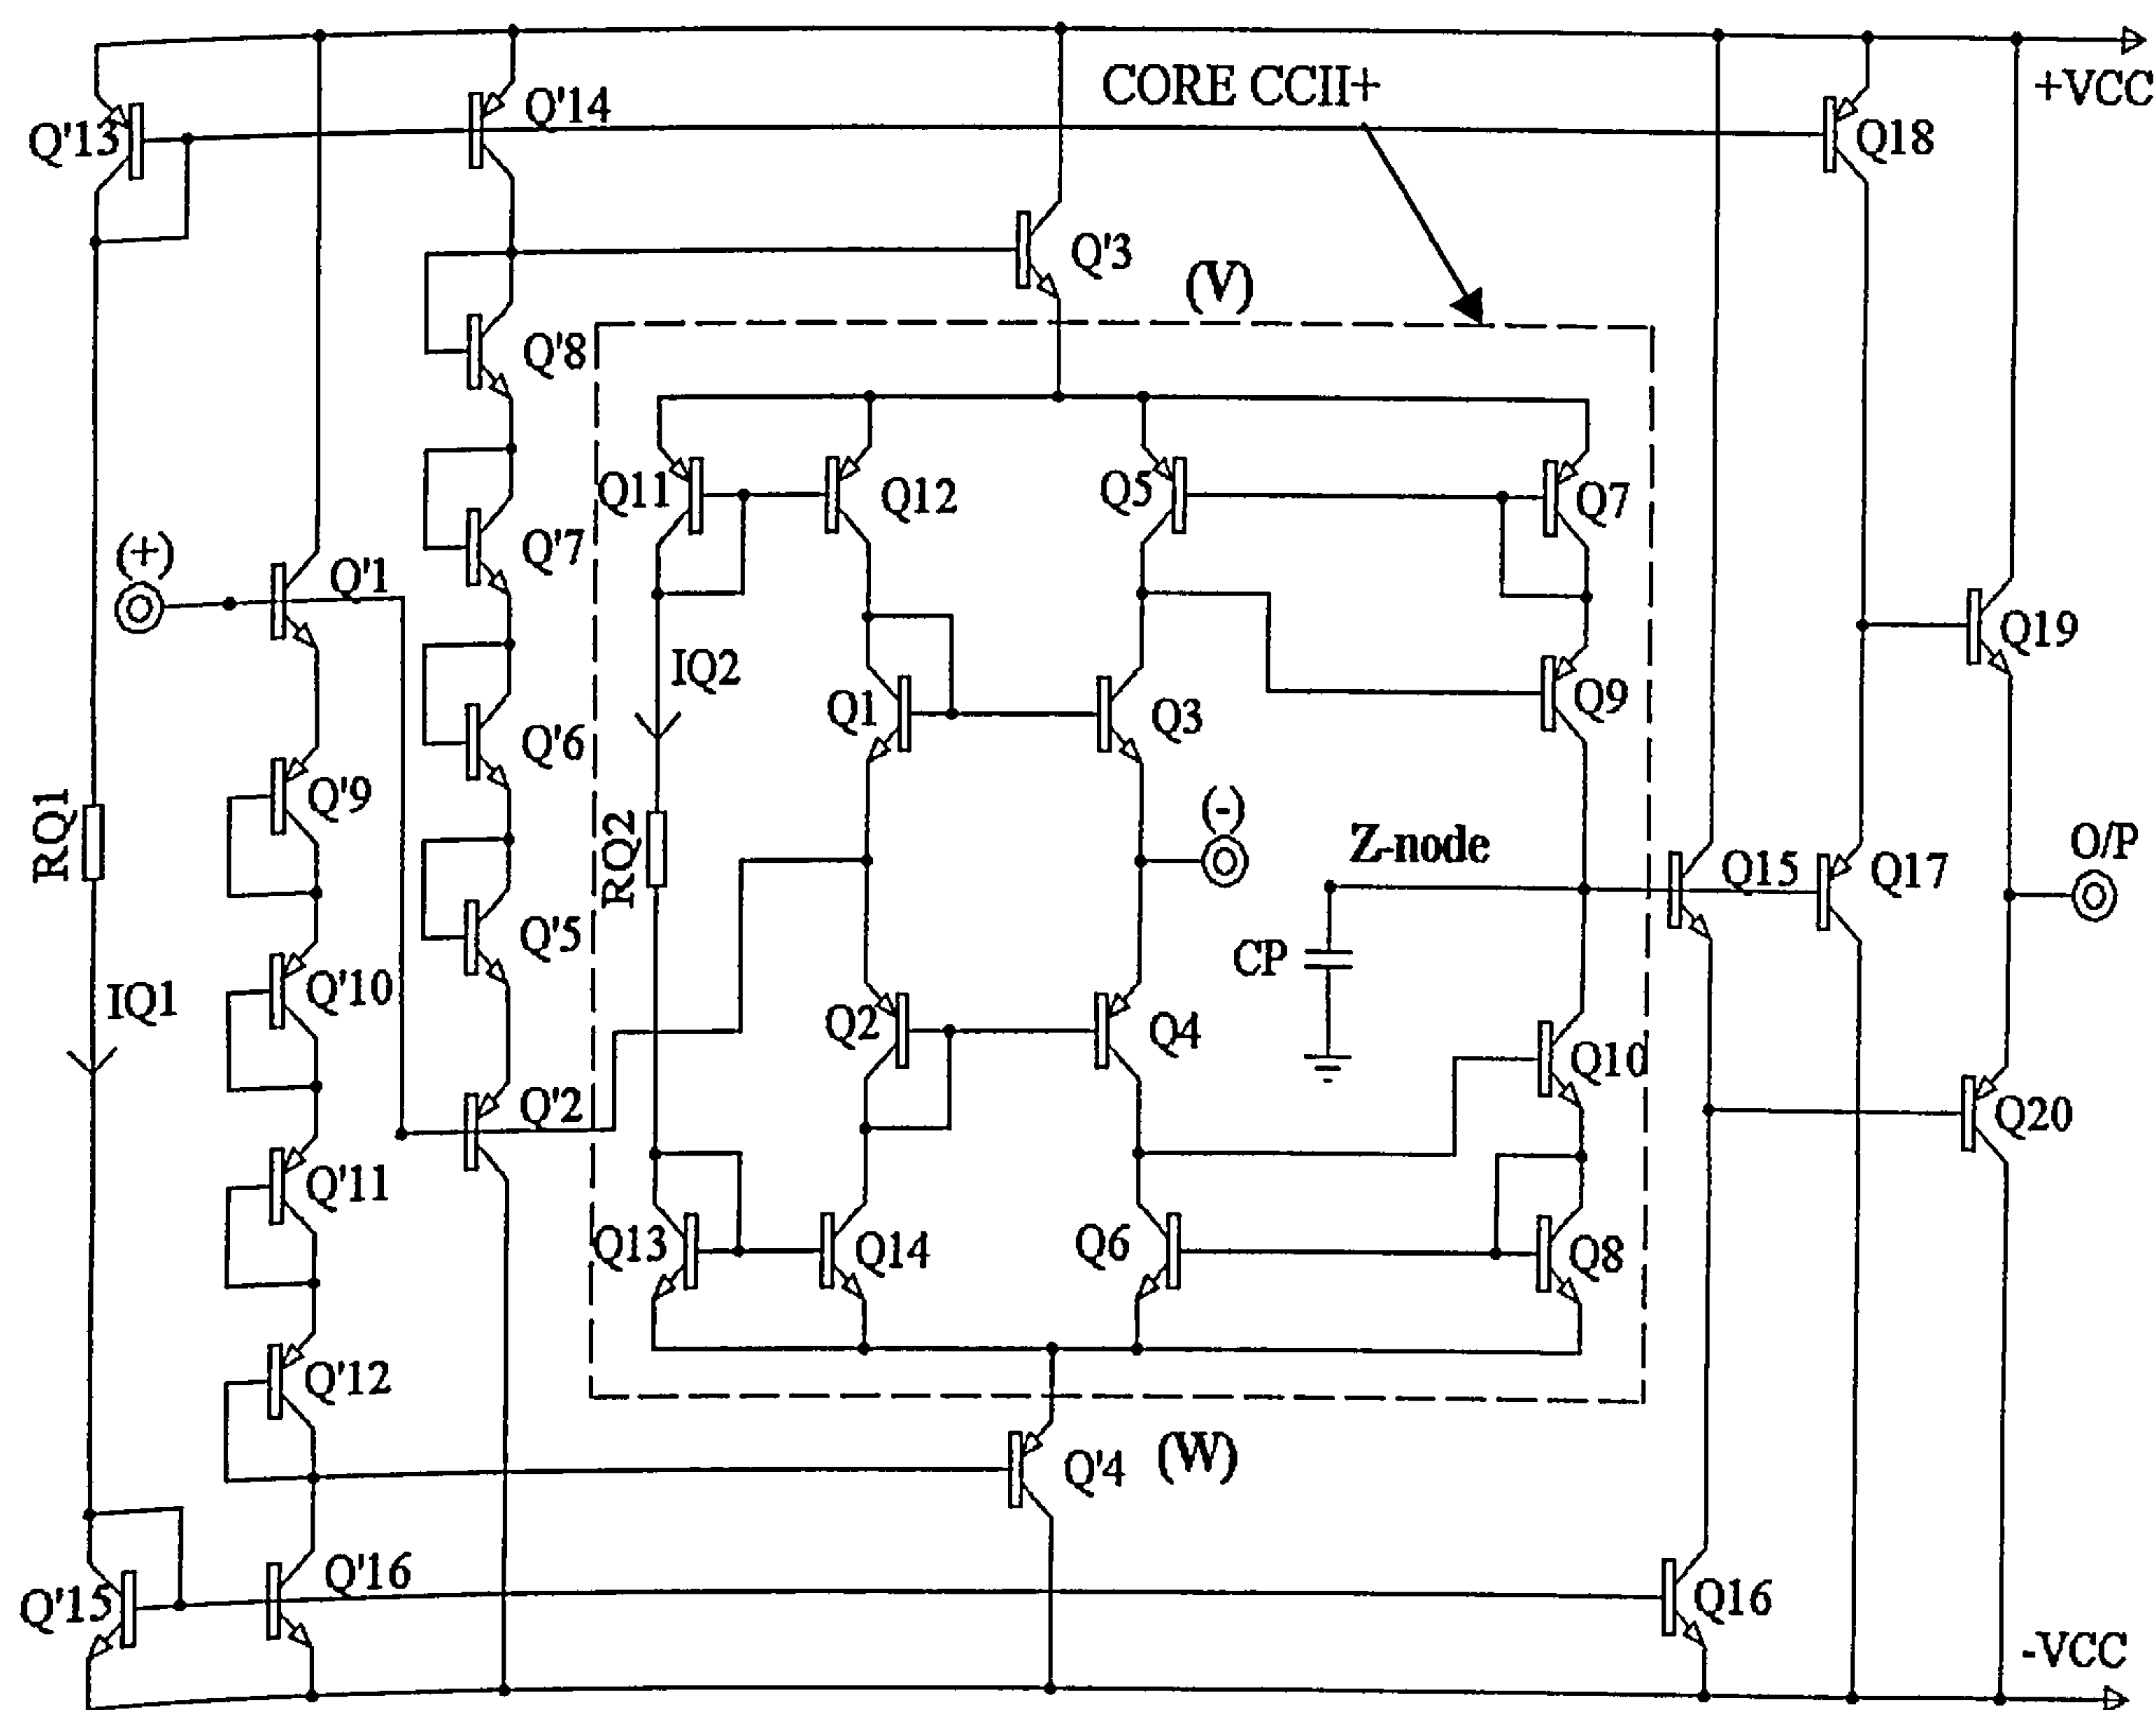 CORE CCII+
+VCC
Q'13
Q'14
Q18
Q'3
(V)
Q'8
Q11
Q12
Q5
Q7
(+)
Q'1
Q'7
IQ2
Q1
Q3
Q9
Q19
Q'6
Q'9
RQ1
RQ2
(-)
Z-node
Q15
Q17
O/P
Q'5
CP
IQ1
Q'10
Q2
Q4
Q10
Q'2
Q20
Q'11
Q13
Q14
Q6
Q8
Q'12
Q'4
(W)
Q'15
Q'16
Q16
-VCC